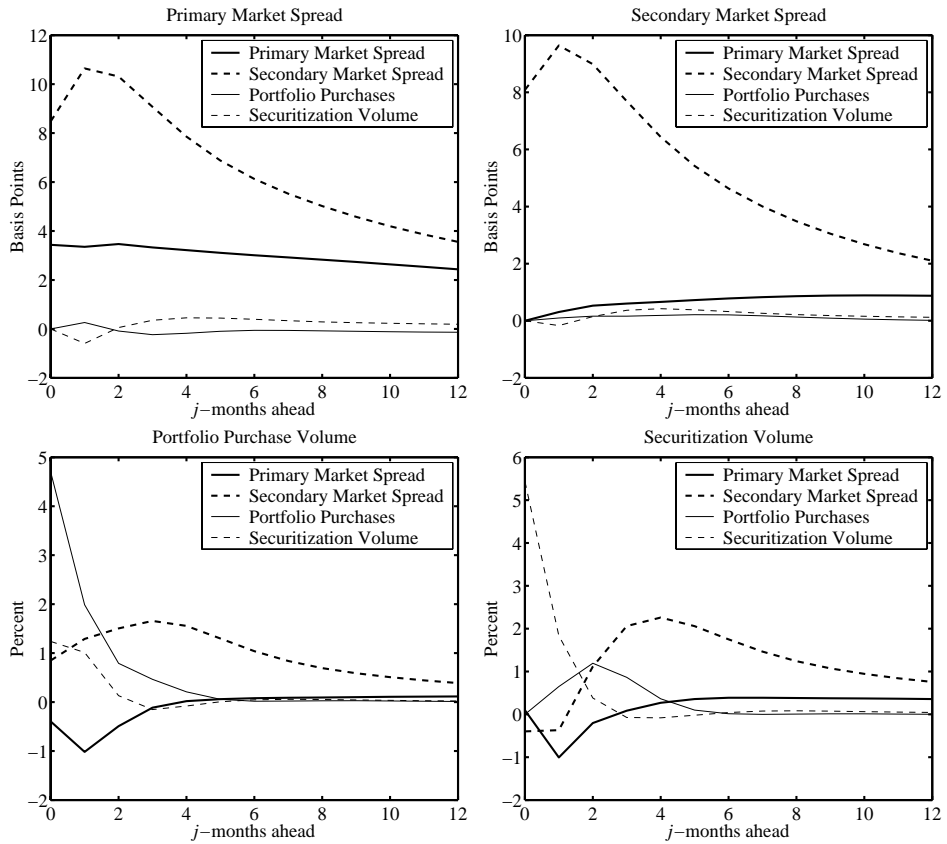 Primary Market Spread
12
10
8
6
4
2
0
−2
Basis Points
Primary Market Spread
Secondary Market Spread
Portfolio Purchases
Securitization Volume
0 2 4 6 8 10 12
j−months ahead
Secondary Market Spread
10
8
6
4
2
0
−2
Basis Points
Primary Market Spread
Secondary Market Spread
Portfolio Purchases
Securitization Volume
0 2 4 6 8 10 12
j−months ahead
Portfolio Purchase Volume
5
4
3
2
1
0
−1
−2
Percent
Primary Market Spread
Secondary Market Spread
Portfolio Purchases
Securitization Volume
0 2 4 6 8 10 12
j−months ahead
Securitization Volume
6
5
4
3
2
1
0
−1
−2
Percent
Primary Market Spread
Secondary Market Spread
Portfolio Purchases
Securitization Volume
0 2 4 6 8 10 12
j−months ahead